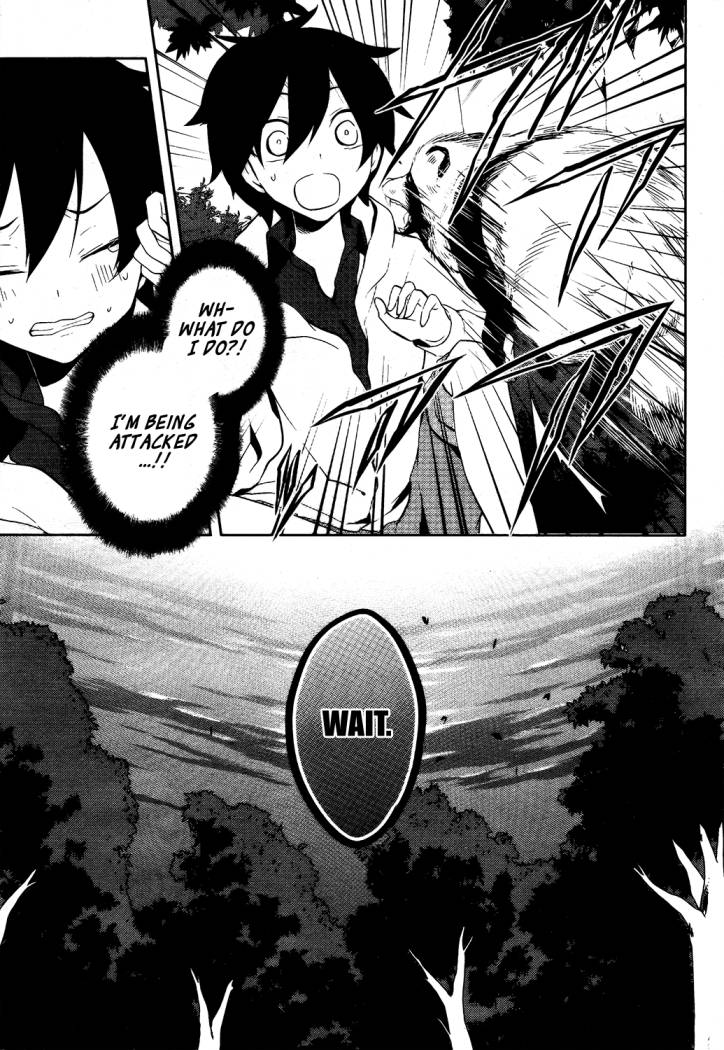 WH-
WHAT DO
I DO?!
I'M BEING
ATTACKED
...!!
WAIT.